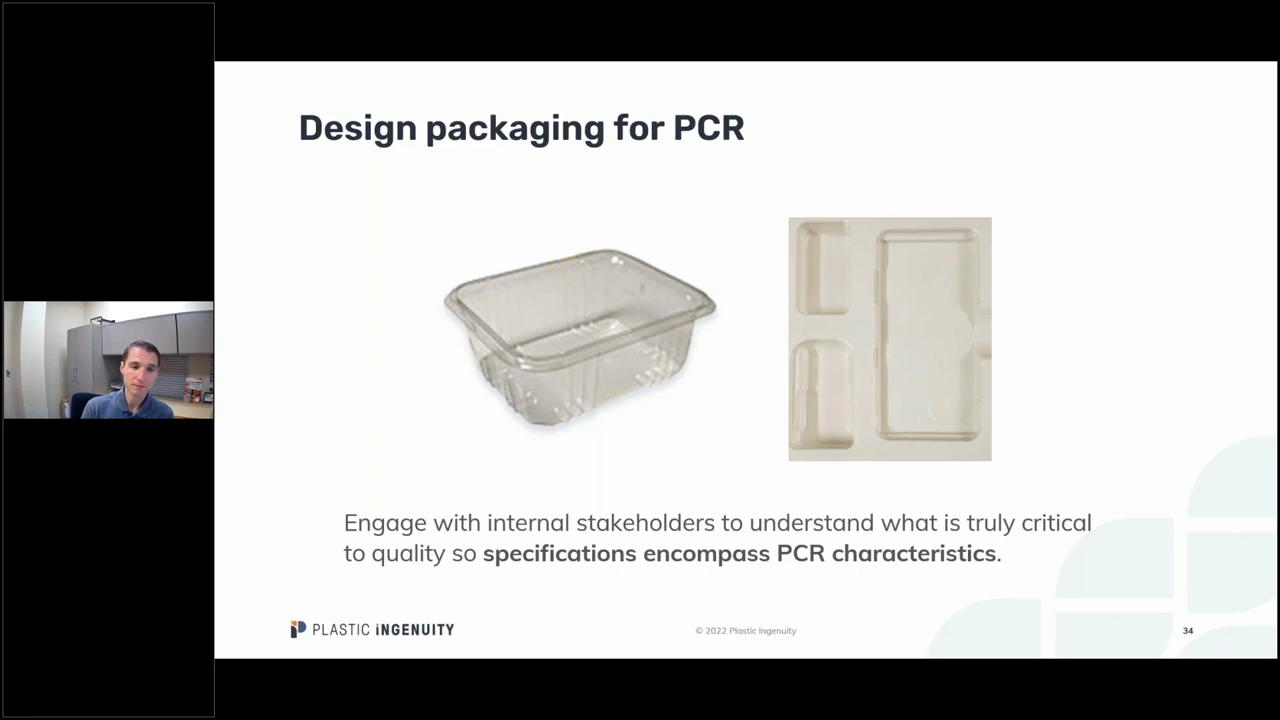 Design packaging for PCR
Engage with internal stakeholders to understand what is truly critical
to quality so specifications encompass PCR characteristics.
PLASTIC iNGENUITY
© 2022 Plastic Ingenuity
34